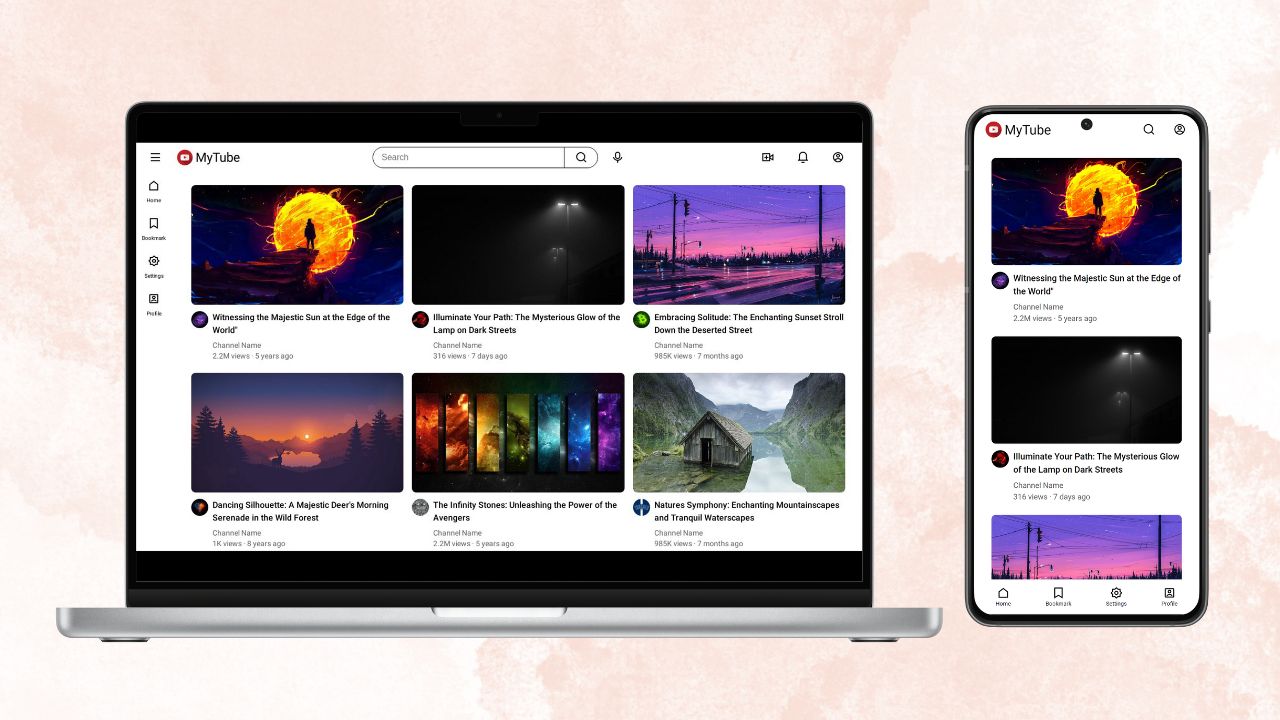 MyTube
Search
Home
Bookmark
Settings
Profile
Witnessing the Majestic Sun at the Edge of the
World"
Channel Name
2.2M views · 5 years ago
Illuminate Your Path: The Mysterious Glow of the
Lamp on Dark Streets
Channel Name
316 views · 7 days ago
Embracing Solitude: The Enchanting Sunset Stroll
Down the Deserted Street
Channel Name
985K views · 7 months ago
Dancing Silhouette: A Majestic Deer's Morning
Serenade in the Wild Forest
Channel Name
1K views · 8 years ago
The Infinity Stones: Unleashing the Power of the
Avengers
Channel Name
2.2M views · 5 years ago
Natures Symphony: Enchanting Mountainscapes
and Tranquil Waterscapes
Channel Name
985K views · 7 months ago
MyTube
Witnessing the Majestic Sun at the Edge of
the World"
Channel Name
2.2M views · 5 years ago
Illuminate Your Path: The Mysterious Glow
of the Lamp on Dark Streets
Channel Name
316 views · 7 days ago
Home
Bookmark
Settings
Profile